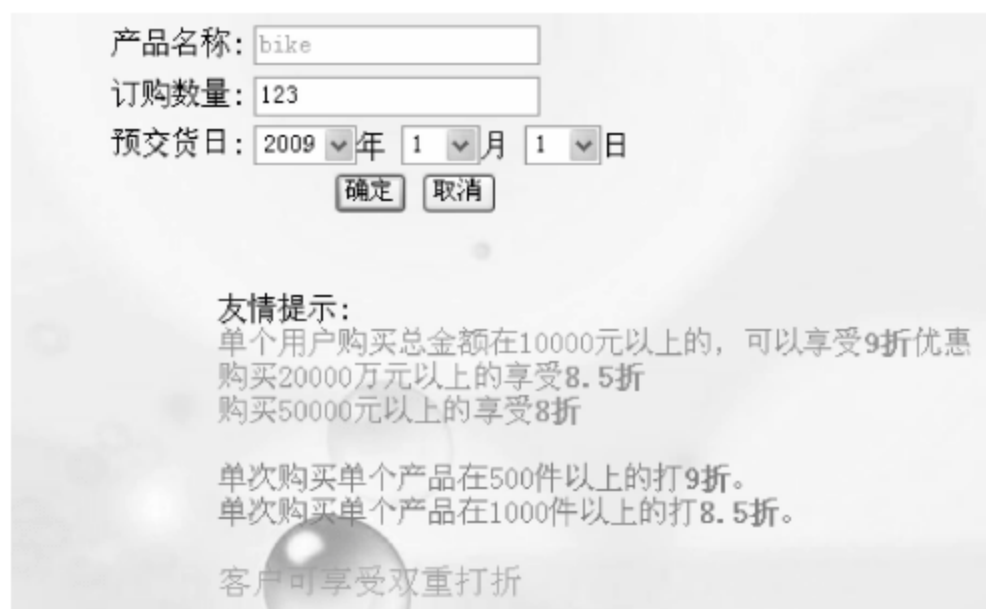 产品名称: bike
订购数量: 123
预交货日: 2009 年 1 月 1 日
确定 取消
友情提示:
单个用户购买总金额在10000元以上的, 可以享受9折优惠
购买20000万元以上的享受8.5折
购买50000元以上的享受8折
单次购买单个产品在500件以上的打9折。
单次购买单个产品在1000件以上的打8.5折。
客户可享受双重打折